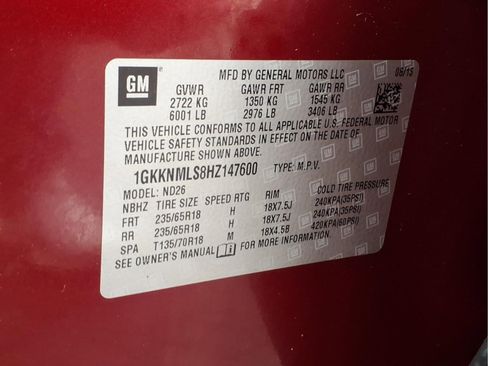 GM
MFD BY GENERAL MOTORS LLC
06/15
GVWR GAWR FRT GAWR RR
2722 KG 1350 KG 1545 KG
6001 LB 2976 LB 3406 LB
THIS VEHICLE CONFORMS TO ALL APPLICABLE U.S. FEDERAL MOTOR
VEHICLE SAFETY STANDARDS IN EFFECT ON THE DATE OF
MANUFACTURE SHOWN ABOVE.
1GKKNMLS8HZ147600 TYPE: M.P.V.
MODEL: ND26
NBHZ TIRE SIZE SPEED RTG RIM COLD TIRE PRESSURE
FRT 235/65R18 H 18X7.5J 240KPA(35PSI)
RR 235/65R18 H 18X7.5J 240KPA(35PSI)
SPA T135/70R18 M 18X4.5B 420KPA(60PSI)
SEE OWNER'S MANUAL